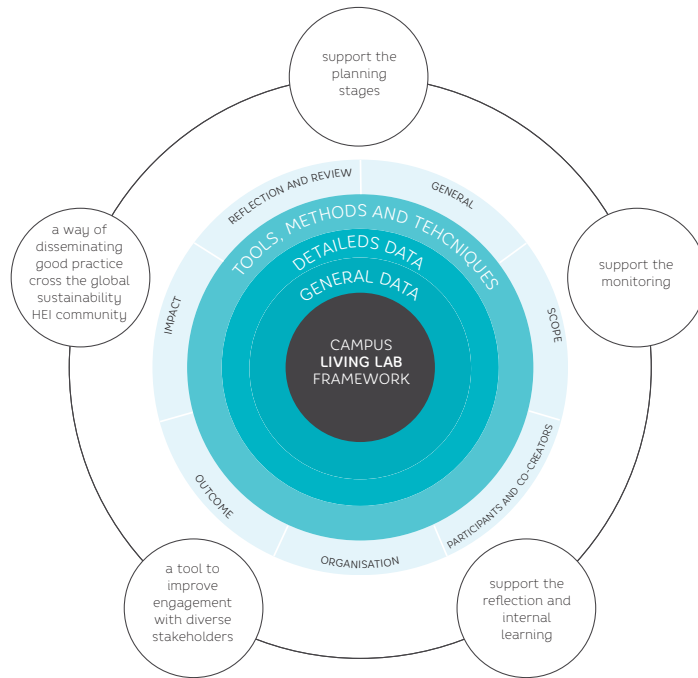 support the
planning
stages
REFLECTION AND REVIEW
GENERAL
a way of
disseminating
good practice
cross the global
sustainability
HEI community
TOOLS, METHODS AND TEHCNIQUES
DETAILEDS DATA
GENERAL DATA
support the
monitoring
IMPACT
SCOPE
CAMPUS
LIVING LAB
FRAMEWORK
OUTCOME
PARTICIPANTS AND CO-CREATORS
ORGANISATION
a tool to
improve
engagement
with diverse
stakeholders
support the
reflection and
internal
learning